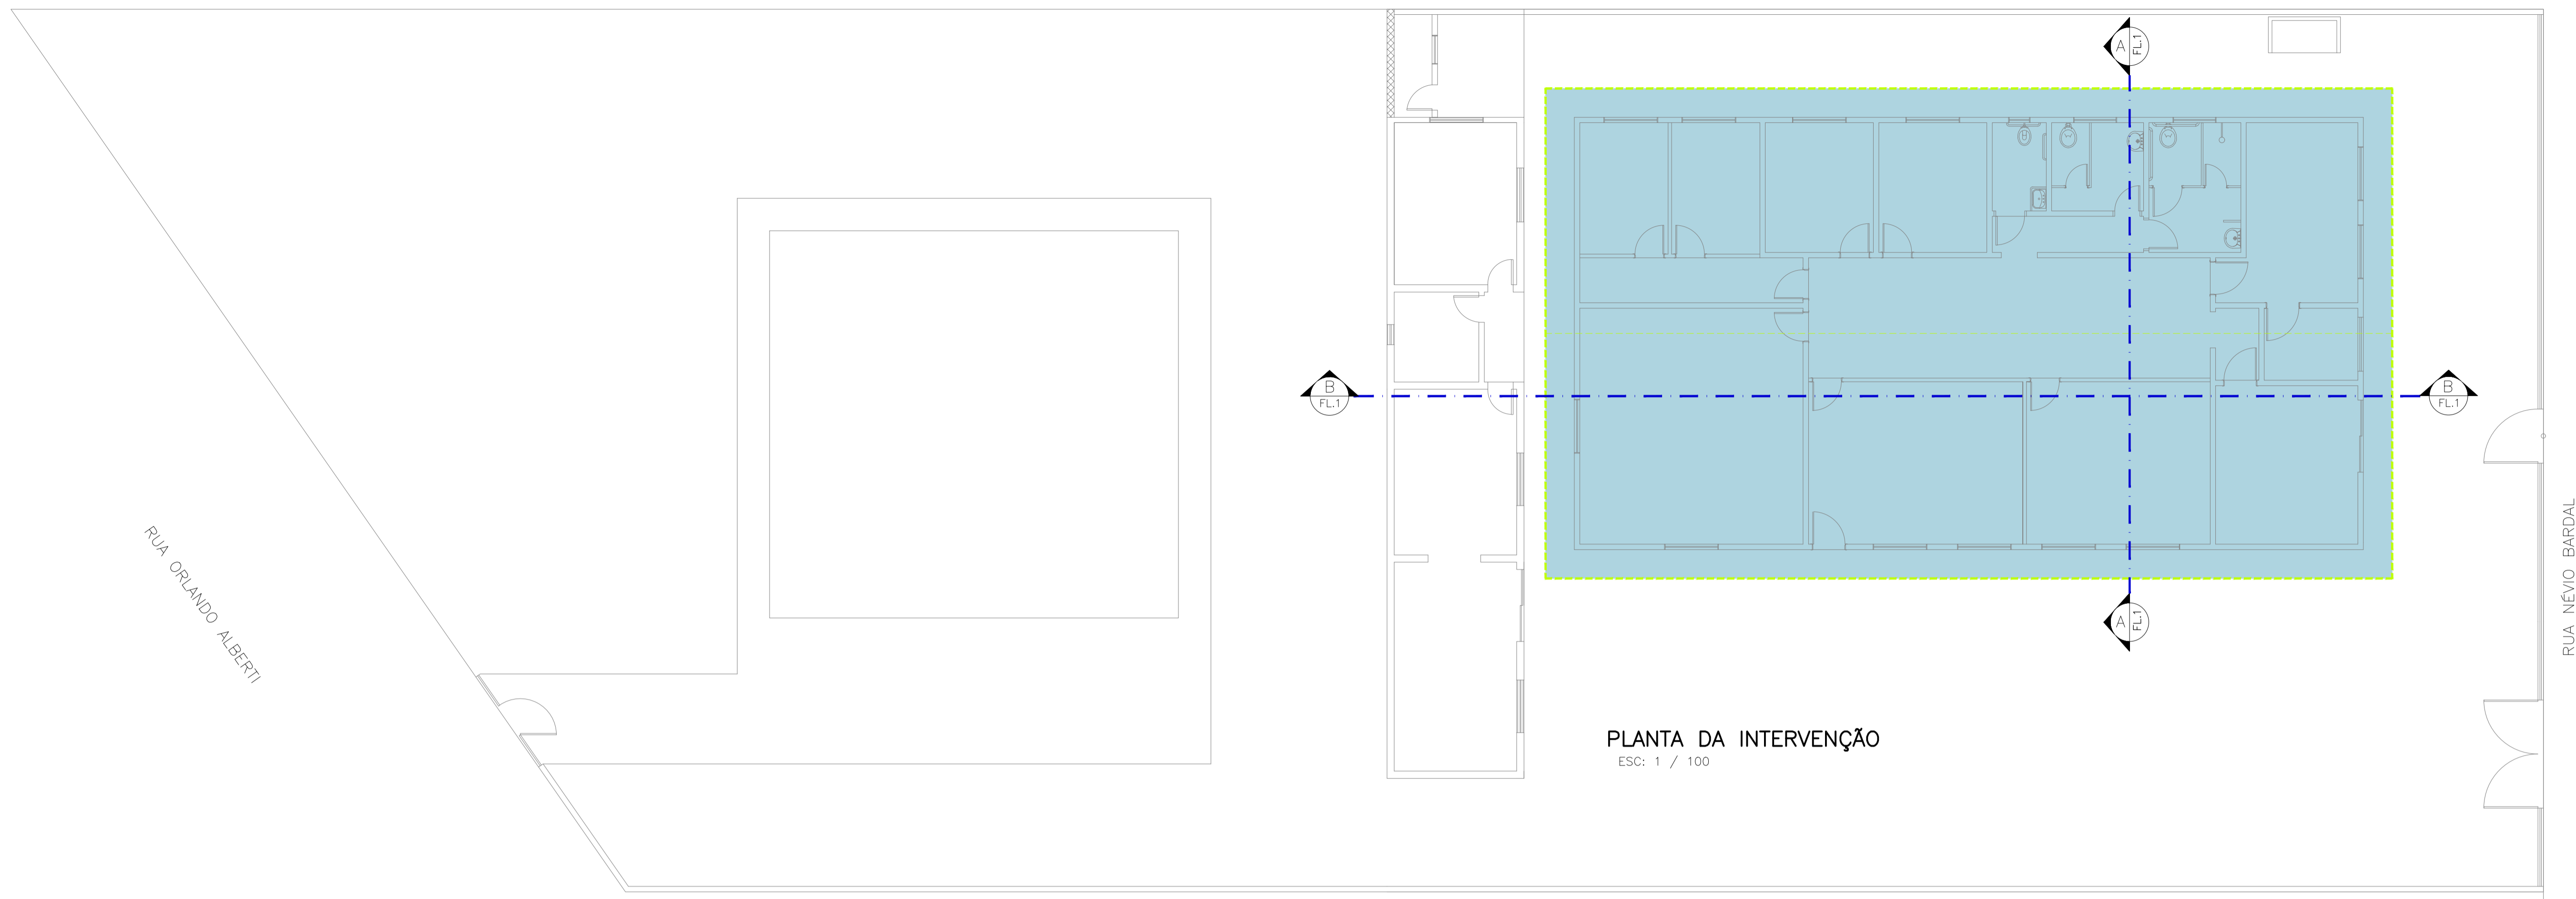 A
FL.1
B
FL.1
B
FL.1
RUA ORLANDO ALBERTI
RUA NÉVIO BARDAL
A
FL.1
PLANTA DA INTERVENÇÃO
ESC: 1 / 100